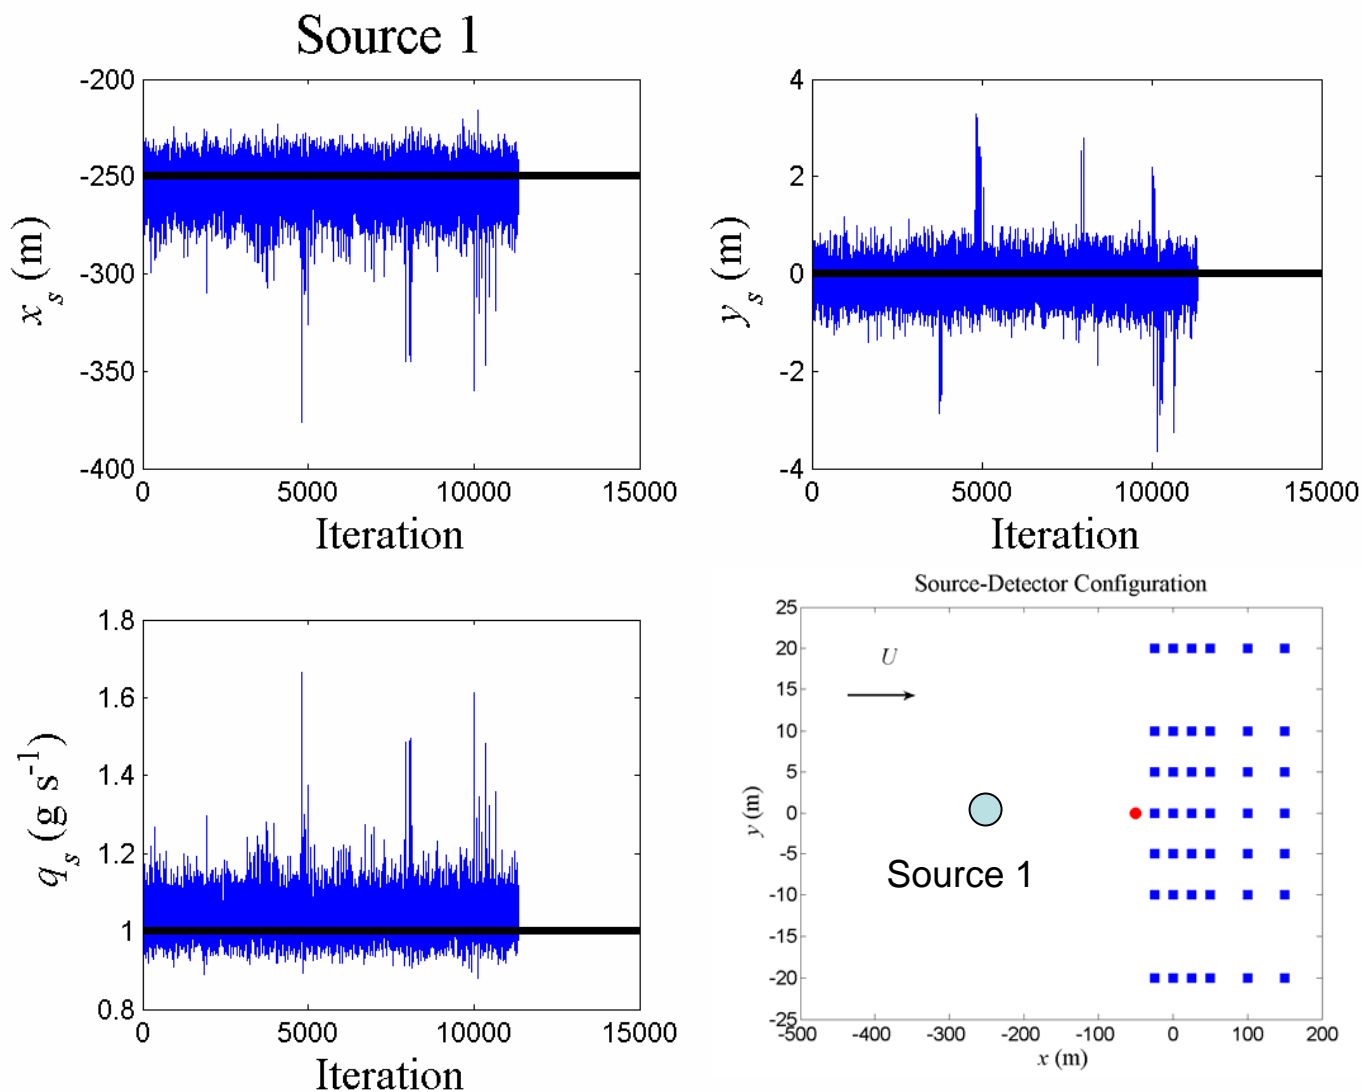 Source 1
-200
-250
-300
-350
-400
x_s (m)
0 5000 10000 15000
Iteration
4
2
0
-2
-4
y_s (m)
0 5000 10000 15000
Iteration
1.8
1.6
1.4
1.2
1
0.8
q_s (g s^-1)
0 5000 10000 15000
Iteration
Source-Detector Configuration
25
20
15
10
5
0
-5
-10
-15
-20
-25
y (m)
U
Source 1
-500 -400 -300 -200 -100 0 100 200
x (m)